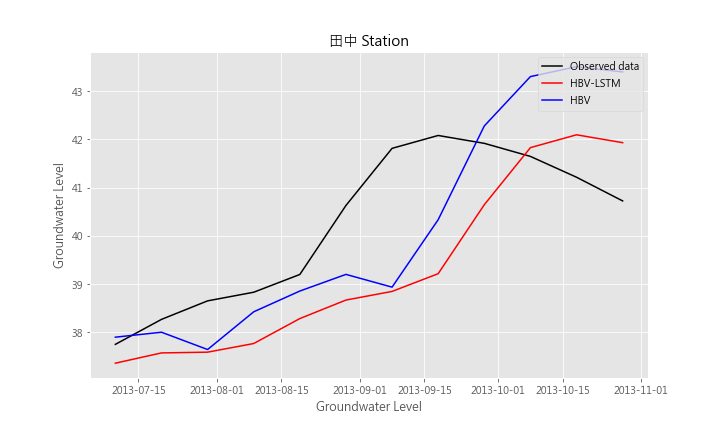 田中 Station
Observed data
HBV-LSTM
HBV
Groundwater Level
43
42
41
40
39
38
2013-07-15
2013-08-01
2013-08-15
2013-09-01
2013-09-15
2013-10-01
2013-10-15
2013-11-01
Groundwater Level